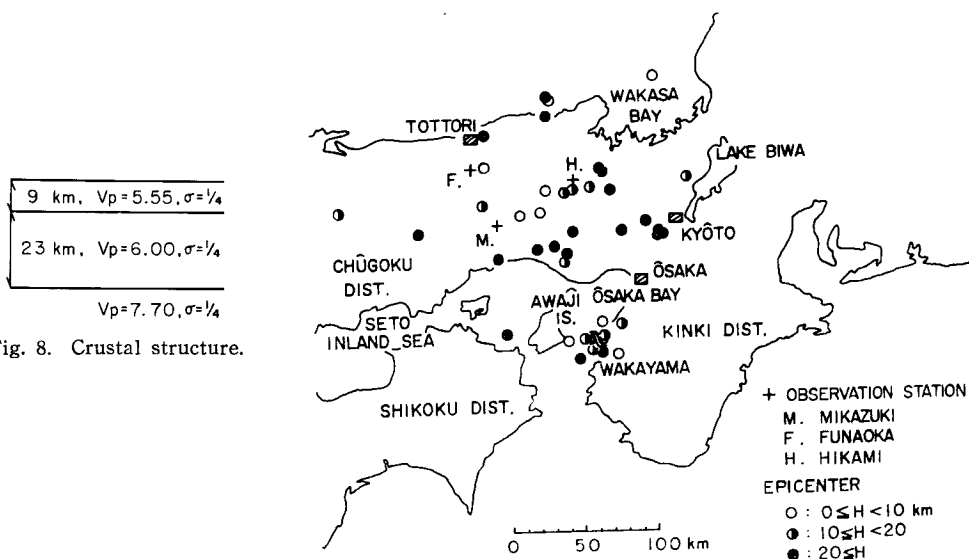 9 km, Vp=5.55, σ=¼
23 km, Vp=6.00, σ=¼
Vp=7.70, σ=¼
ig. 8. Crustal structure.
WAKASA
BAY
TOTTORI
LAKE BIWA
F.
H.
M.
KYÔTO
CHÛGOKU
DIST.
ÔSAKA
AWAJI
IS.
ÔSAKA BAY
SETO
INLAND SEA
KINKI DIST.
WAKAYAMA
SHIKOKU DIST.
+ OBSERVATION STATION
M. MIKAZUKI
F. FUNAOKA
H. HIKAMI
EPICENTER
○ : 0≦H<10 km
◑ : 10≦H<20
● : 20≦H
0 50 100 km